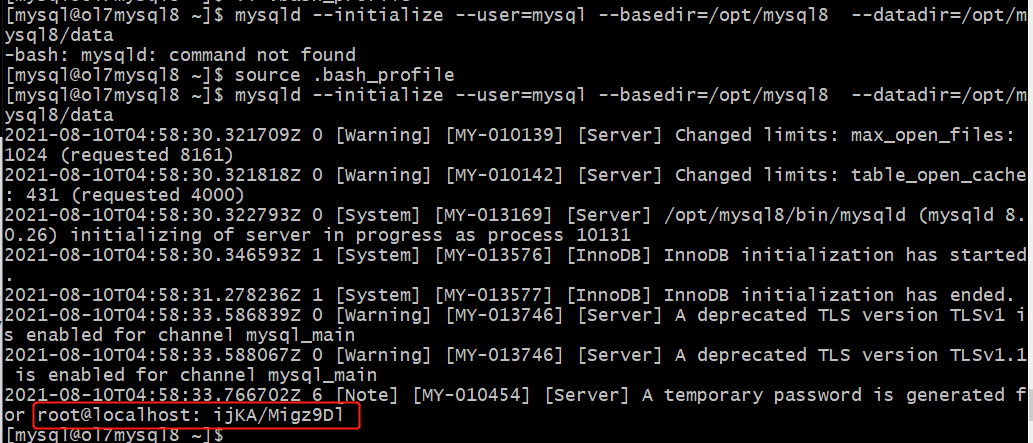 [mysql@ol7mysql8 ~]$ mysqld --initialize --user=mysql --basedir=/opt/mysql8  --datadir=/opt/m
ysql8/data
-bash: mysqld: command not found
[mysql@ol7mysql8 ~]$ source .bash_profile
[mysql@ol7mysql8 ~]$ mysqld --initialize --user=mysql --basedir=/opt/mysql8  --datadir=/opt/m
ysql8/data
2021-08-10T04:58:30.321709Z 0 [Warning] [MY-010139] [Server] Changed limits: max_open_files:
1024 (requested 8161)
2021-08-10T04:58:30.321818Z 0 [Warning] [MY-010142] [Server] Changed limits: table_open_cache
: 431 (requested 4000)
2021-08-10T04:58:30.322793Z 0 [System] [MY-013169] [Server] /opt/mysql8/bin/mysqld (mysqld 8.
0.26) initializing of server in progress as process 10131
2021-08-10T04:58:30.346593Z 1 [System] [MY-013576] [InnoDB] InnoDB initialization has started
.
2021-08-10T04:58:31.278236Z 1 [System] [MY-013577] [InnoDB] InnoDB initialization has ended.
2021-08-10T04:58:33.586839Z 0 [Warning] [MY-013746] [Server] A deprecated TLS version TLSv1 i
s enabled for channel mysql_main
2021-08-10T04:58:33.588067Z 0 [Warning] [MY-013746] [Server] A deprecated TLS version TLSv1.1
 is enabled for channel mysql_main
2021-08-10T04:58:33.766702Z 6 [Note] [MY-010454] [Server] A temporary password is generated f
or root@localhost: ijKA/Migz9Dl
[mysql@ol7mysql8 ~]$